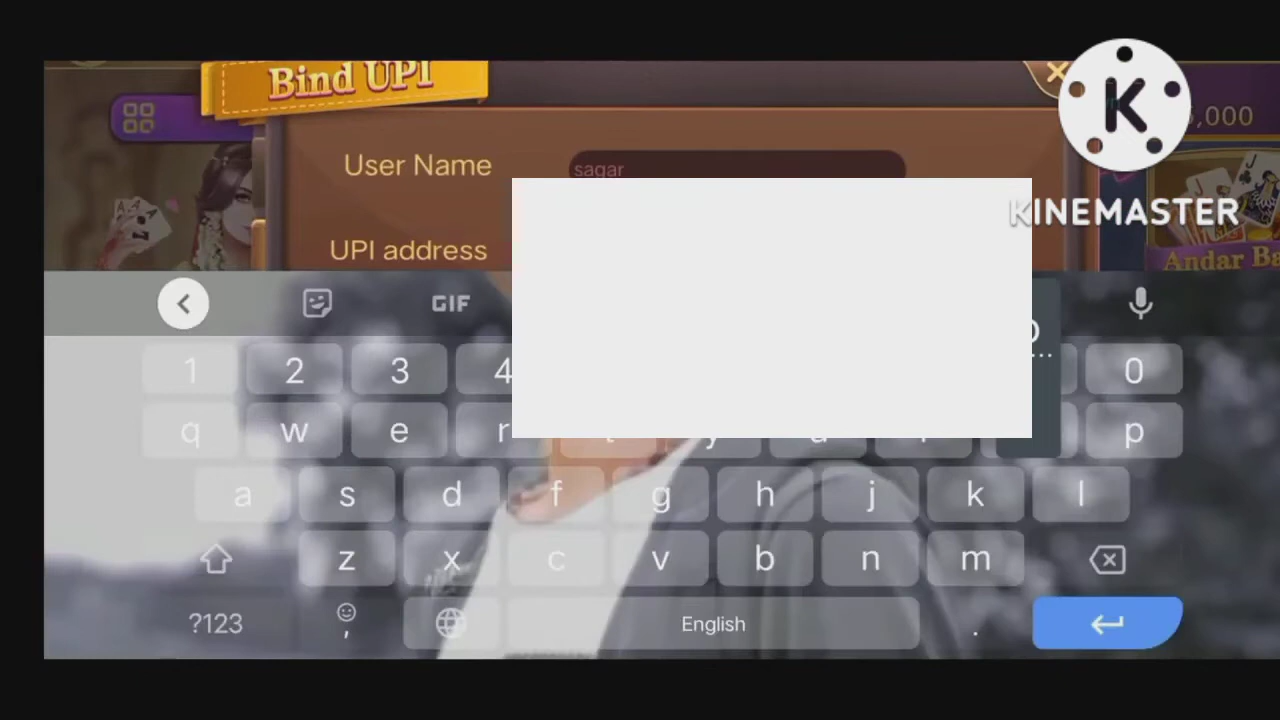 Bind UPI
User Name
sagar
UPI address
,000
KINEMASTER
Andar Ba
GIF
1 2 3 4 0
q w e r t y u i p
a s d f g h j k l
z x c v b n m
?123 , English .